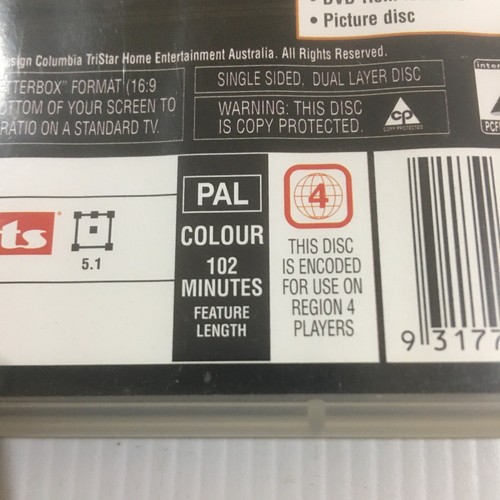 • Picture disc
Columbia TriStar Home Entertainment Australia. All Rights Reserved.
FORMAT (16:9
OF YOUR SCREEN TO
RATIO ON A STANDARD TV.
SINGLE SIDED, DUAL LAYER DISC
WARNING: THIS DISC
IS COPY PROTECTED.
cp
COPY PROTECTED
ts
5.1
PAL
COLOUR
102
MINUTES
FEATURE
LENGTH
4
THIS DISC
IS ENCODED
FOR USE ON
REGION 4
PLAYERS
9 3177